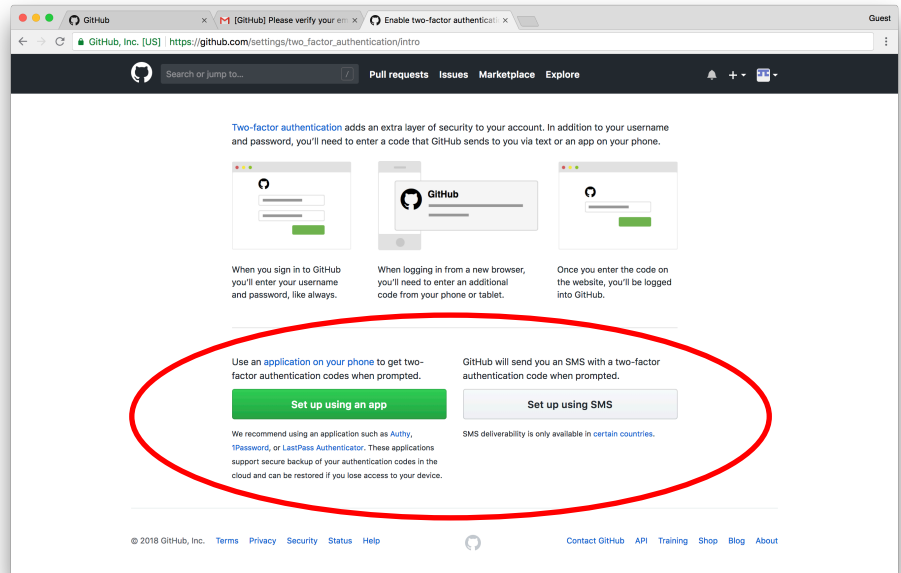 GitHub
[GitHub] Please verify your em
Enable two-factor authenticati
Guest
GitHub, Inc. [US] | https://github.com/settings/two_factor_authentication/intro
Search or jump to...
/
Pull requests Issues Marketplace Explore
Two-factor authentication adds an extra layer of security to your account. In addition to your username
and password, you'll need to enter a code that GitHub sends to you via text or an app on your phone.
GitHub
When you sign in to GitHub
you'll enter your username
and password, like always.
When logging in from a new browser,
you'll need to enter an additional
code from your phone or tablet.
Once you enter the code on
the website, you'll be logged
into GitHub.
Use an application on your phone to get two-
factor authentication codes when prompted.
Set up using an app
We recommend using an application such as Authy,
1Password, or LastPass Authenticator. These applications
support secure backup of your authentication codes in the
cloud and can be restored if you lose access to your device.
GitHub will send you an SMS with a two-factor
authentication code when prompted.
Set up using SMS
SMS deliverability is only available in certain countries.
© 2018 GitHub, Inc. Terms Privacy Security Status Help
Contact GitHub API Training Shop Blog About